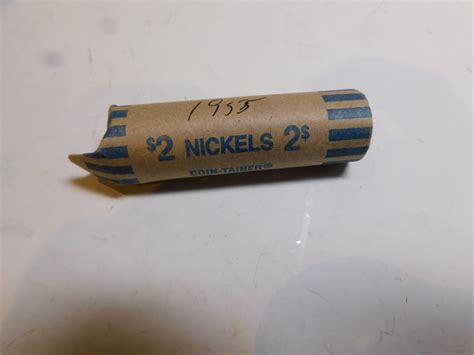 1955
$2 NICKELS 2$
COIN-TAINER®